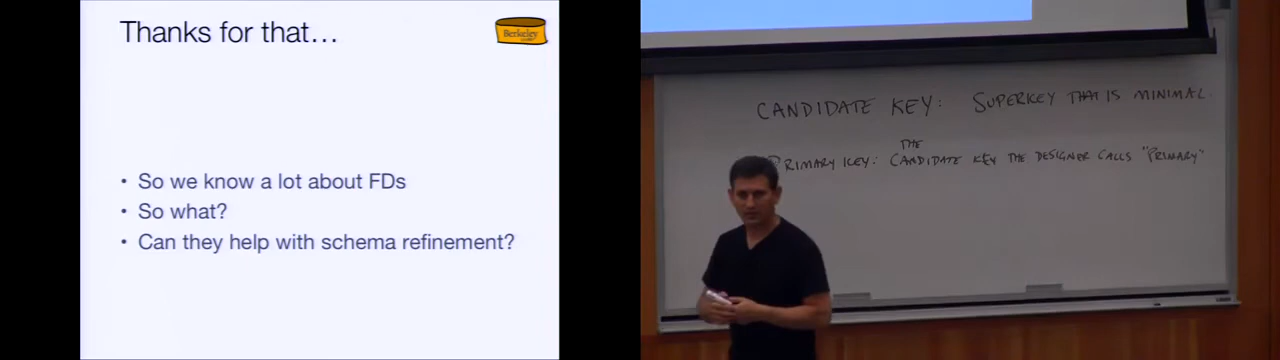 Thanks for that…
Berkeley
• So we know a lot about FDs
• So what?
• Can they help with schema refinement?
CANDIDATE KEY: SUPERKEY THAT IS MINIMAL.
THE
PRIMARY KEY: CANDIDATE KEY THE DESIGNER CALLS "PRIMARY"